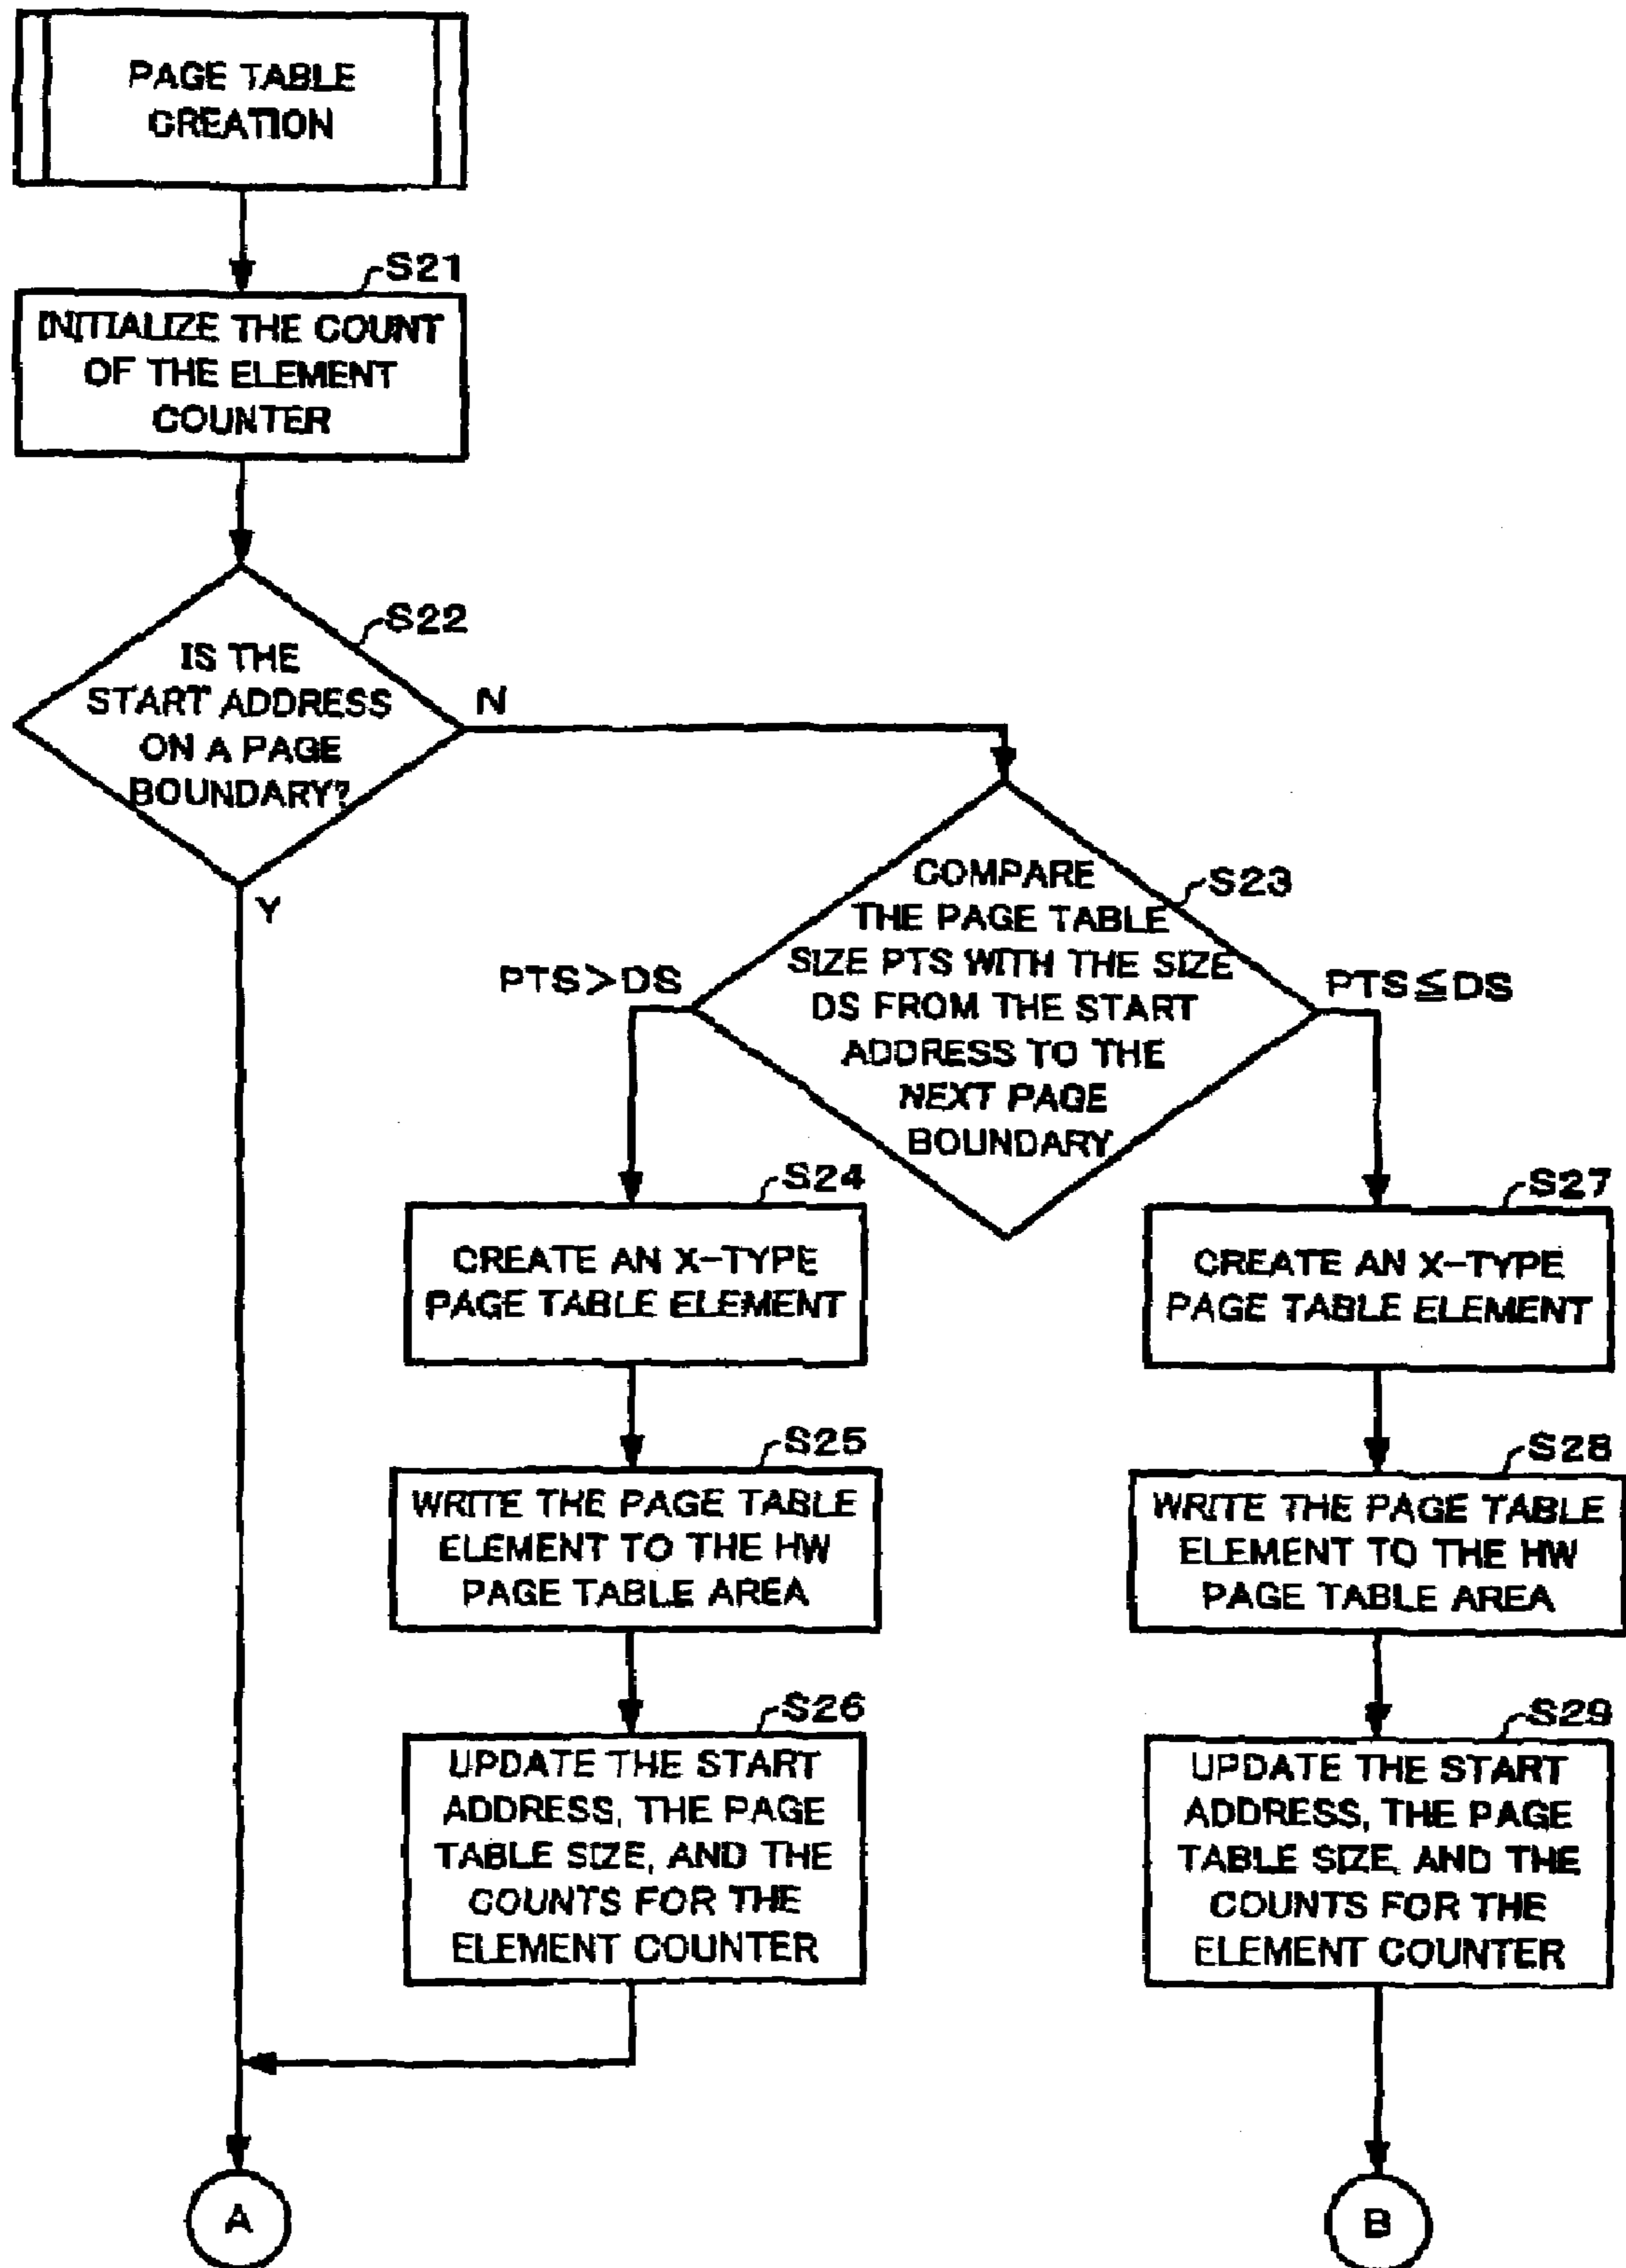 PAGE TABLE
CREATION
S21
INITIALIZE THE COUNT
OF THE ELEMENT
COUNTER
S22
IS THE
START ADDRESS
ON A PAGE
BOUNDARY?
N
Y
S23
COMPARE
THE PAGE TABLE
SIZE PTS WITH THE SIZE
DS FROM THE START
ADDRESS TO THE
NEXT PAGE
BOUNDARY
PTS>DS
PTS≦DS
S24
CREATE AN X-TYPE
PAGE TABLE ELEMENT
S25
WRITE THE PAGE TABLE
ELEMENT TO THE HW
PAGE TABLE AREA
S26
UPDATE THE START
ADDRESS, THE PAGE
TABLE SIZE, AND THE
COUNTS FOR THE
ELEMENT COUNTER
S27
CREATE AN X-TYPE
PAGE TABLE ELEMENT
S28
WRITE THE PAGE TABLE
ELEMENT TO THE HW
PAGE TABLE AREA
S29
UPDATE THE START
ADDRESS, THE PAGE
TABLE SIZE, AND THE
COUNTS FOR THE
ELEMENT COUNTER
A
B